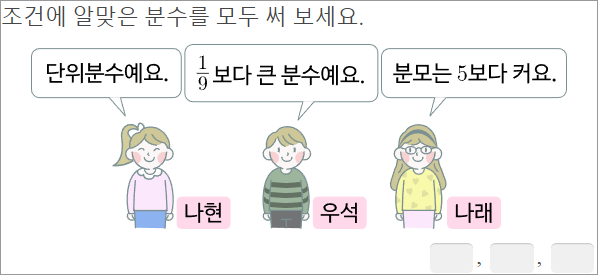 조건에 알맞은 분수를 모두 써 보세요.
단위분수예요.
1/9보다 큰 분수예요.
분모는 5보다 커요.
나현
우석
나래
, ,